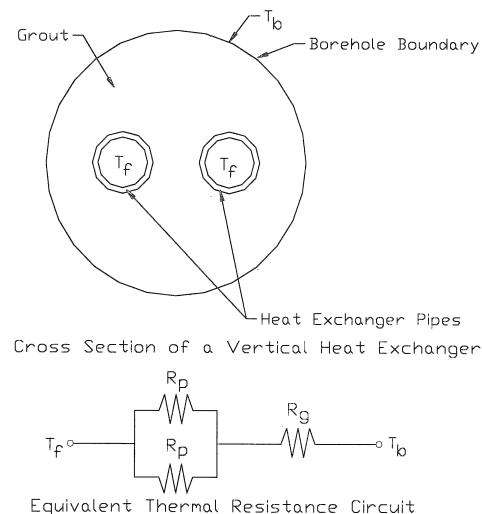 T_b
Grout
Borehole Boundary
T_f T_f
Heat Exchanger Pipes
Cross Section of a Vertical Heat Exchanger
R_p
R_g
T_f T_b
R_p
Equivalent Thermal Resistance Circuit